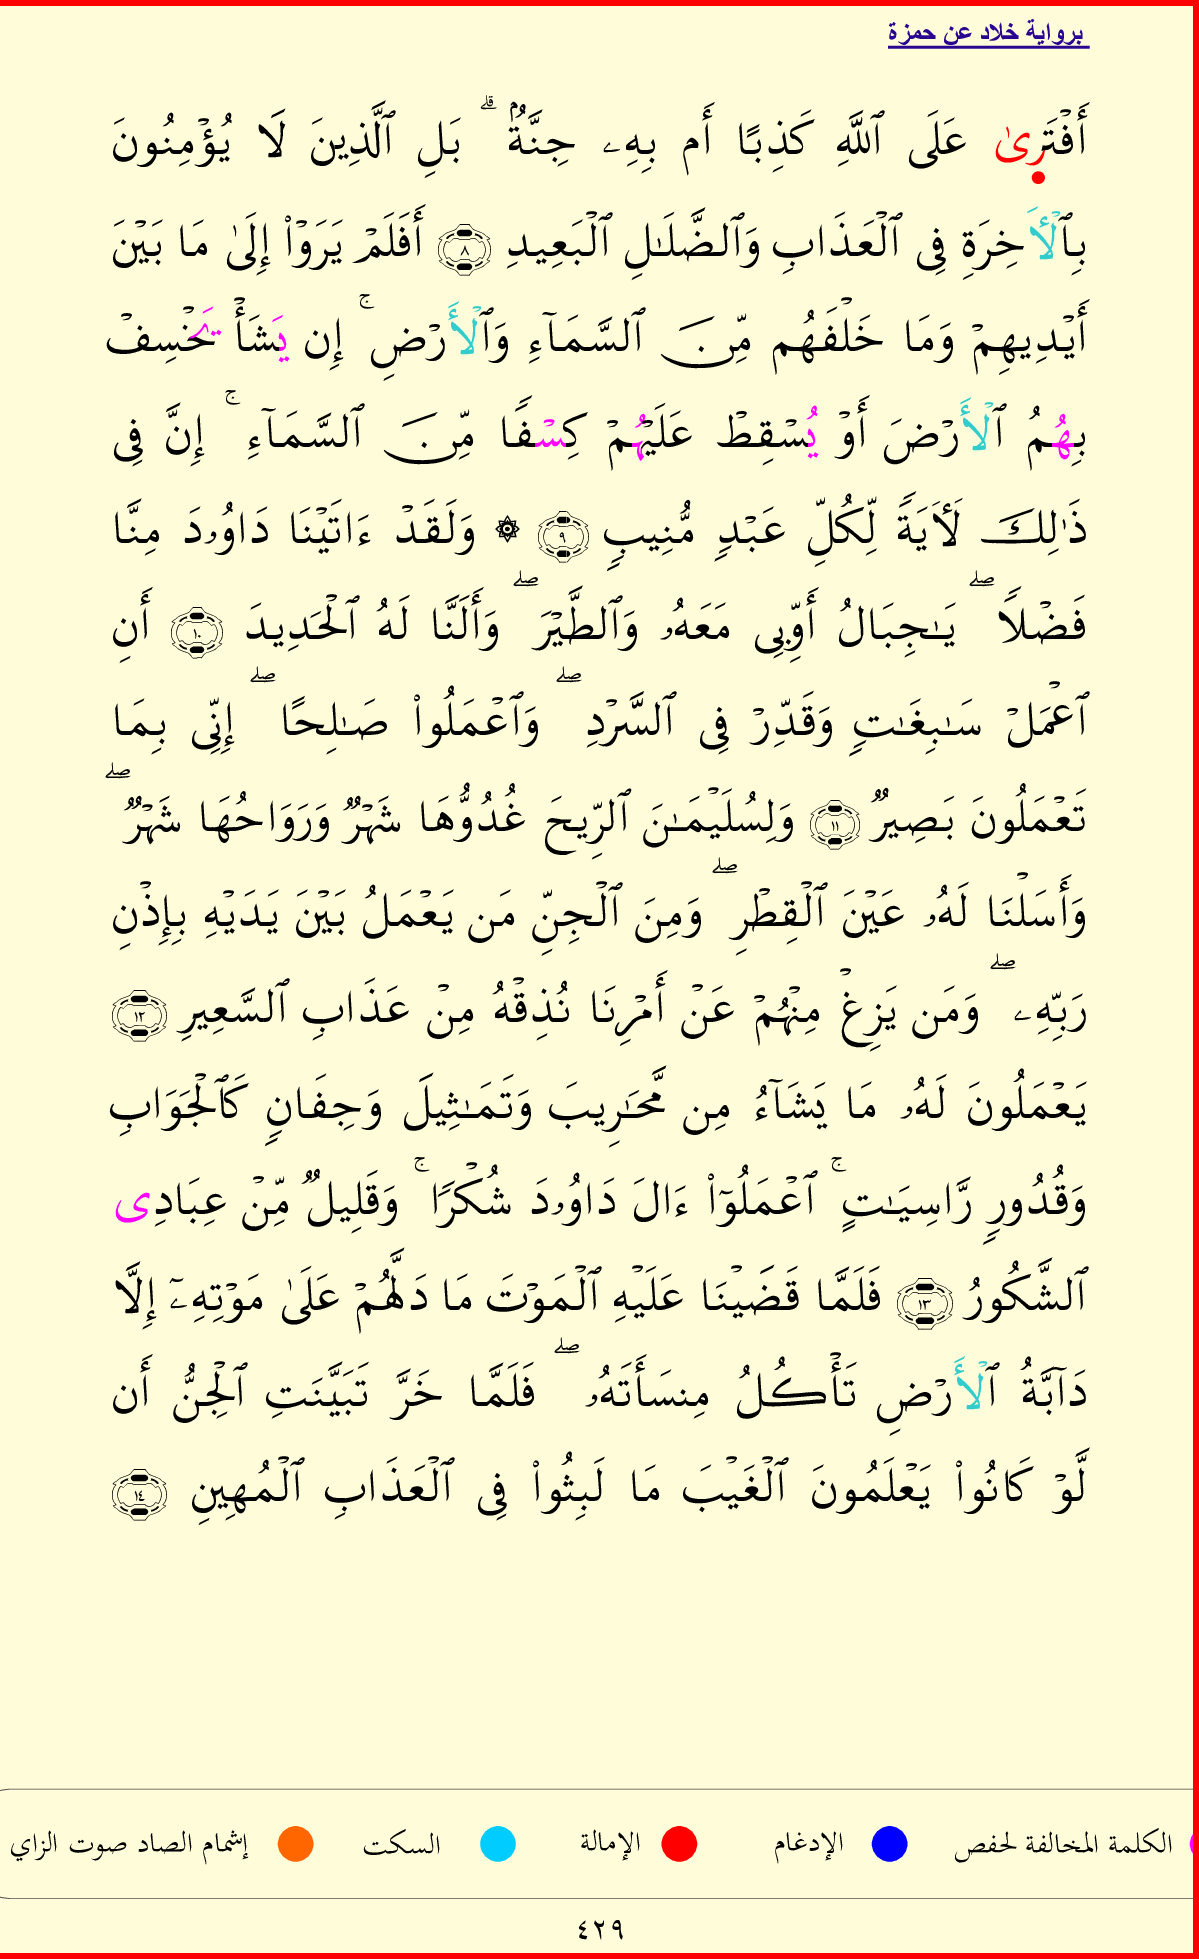 برواية خلاد عن حمزة
أَفۡتَرِىٰ عَلَى ٱللَّهِ كَذِبًا أَم بِهِۦ جِنَّةُۢ ۗ بَلِ ٱلَّذِينَ لَا يُؤۡمِنُونَ
بِٱلۡأَخِرَةِ فِى ٱلۡعَذَابِ وَٱلضَّلَـٰلِ ٱلۡبَعِيدِ ٨ أَفَلَمۡ يَرَوۡاْ إِلَىٰ مَا بَيۡنَ
أَيۡدِيهِمۡ وَمَا خَلۡفَهُم مِّنَ ٱلسَّمَآءِ وَٱلۡأَرۡضِ ۚ إِن يَشَأۡ يَخۡسِفۡ
بِهُمُ ٱلۡأَرۡضَ أَوۡ يُسۡقِطۡ عَلَيۡهُمۡ كِسۡفًا مِّنَ ٱلسَّمَآءِ ۚ إِنَّ فِى
ذَٰلِكَ لَأَيَةً لِّكُلِّ عَبۡدٍ مُّنِيبٍ ٩ ۞ وَلَقَدۡ ءَاتَيۡنَا دَاوُۥدَ مِنَّا
فَضۡلًا ۖ يَـٰجِبَالُ أَوِّبِى مَعَهُۥ وَٱلطَّيۡرَ ۖ وَأَلَنَّا لَهُ ٱلۡحَدِيدَ ١٠ أَنِ
ٱعۡمَلۡ سَـٰبِغَـٰتٍ وَقَدِّرۡ فِى ٱلسَّرۡدِ ۖ وَٱعۡمَلُواْ صَـٰلِحًا ۖ إِنِّى بِمَا
تَعۡمَلُونَ بَصِيرٌ ١١ وَلِسُلَيۡمَـٰنَ ٱلرِّيحَ غُدُوُّهَا شَهۡرٌ وَرَوَاحُهَا شَهۡرٌ ۖ
وَأَسَلۡنَا لَهُۥ عَيۡنَ ٱلۡقِطۡرِ ۖ وَمِنَ ٱلۡجِنِّ مَن يَعۡمَلُ بَيۡنَ يَدَيۡهِ بِإِذۡنِ
رَبِّهِۦ ۖ وَمَن يَزِغۡ مِنۡهُمۡ عَنۡ أَمۡرِنَا نُذِقۡهُ مِنۡ عَذَابِ ٱلسَّعِيرِ ١٢
يَعۡمَلُونَ لَهُۥ مَا يَشَآءُ مِن مَّحَـٰرِيبَ وَتَمَـٰثِيلَ وَجِفَانٍ كَٱلۡجَوَابِ
وَقُدُورٍ رَّاسِيَـٰتٍ ۚ ٱعۡمَلُوٓاْ ءَالَ دَاوُۥدَ شُكۡرًا ۚ وَقَلِيلٌ مِّنۡ عِبَادِى
ٱلشَّكُورُ ١٣ فَلَمَّا قَضَيۡنَا عَلَيۡهِ ٱلۡمَوۡتَ مَا دَلَّهُمۡ عَلَىٰ مَوۡتِهِۦٓ إِلَّا
دَآبَّةُ ٱلۡأَرۡضِ تَأۡكُلُ مِنسَأَتَهُۥ ۖ فَلَمَّا خَرَّ تَبَيَّنَتِ ٱلۡجِنُّ أَن
لَّوۡ كَانُواْ يَعۡلَمُونَ ٱلۡغَيۡبَ مَا لَبِثُواْ فِى ٱلۡعَذَابِ ٱلۡمُهِينِ ١٤
الكلمة المخالفة لحفص الإدغام الإمالة السكت إشمام الصاد صوت الزاي
٤٢٩